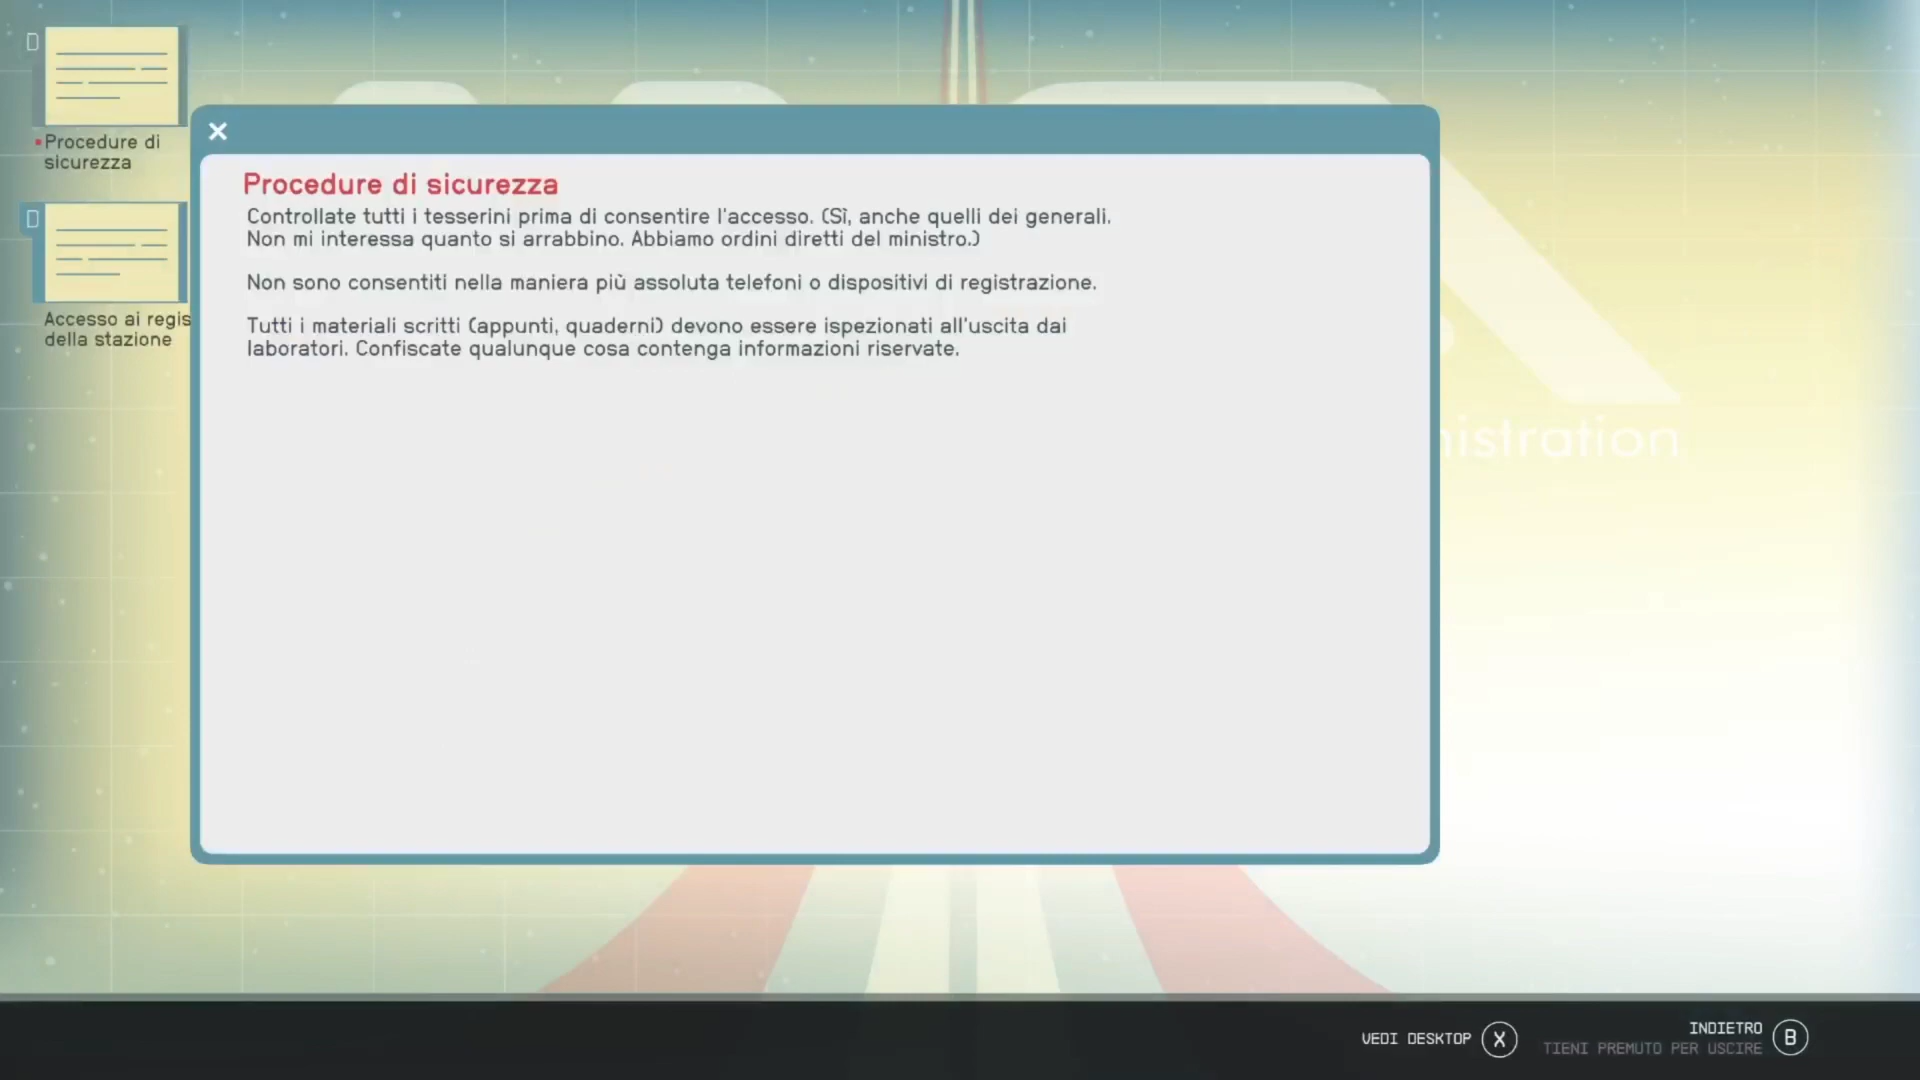 D
Procedure di
sicurezza
D
Accesso ai regis
della stazione
Procedure di sicurezza
Controllate tutti i tesserini prima di consentire l'accesso. (Sì, anche quelli dei generali.
Non mi interessa quanto si arrabbino. Abbiamo ordini diretti del ministro.)
Non sono consentiti nella maniera più assoluta telefoni o dispositivi di registrazione.
Tutti i materiali scritti (appunti, quaderni) devono essere ispezionati all'uscita dai
laboratori. Confiscate qualunque cosa contenga informazioni riservate.
nistration
VEDI DESKTOP X
INDIETRO B
TIENI PREMUTO PER USCIRE